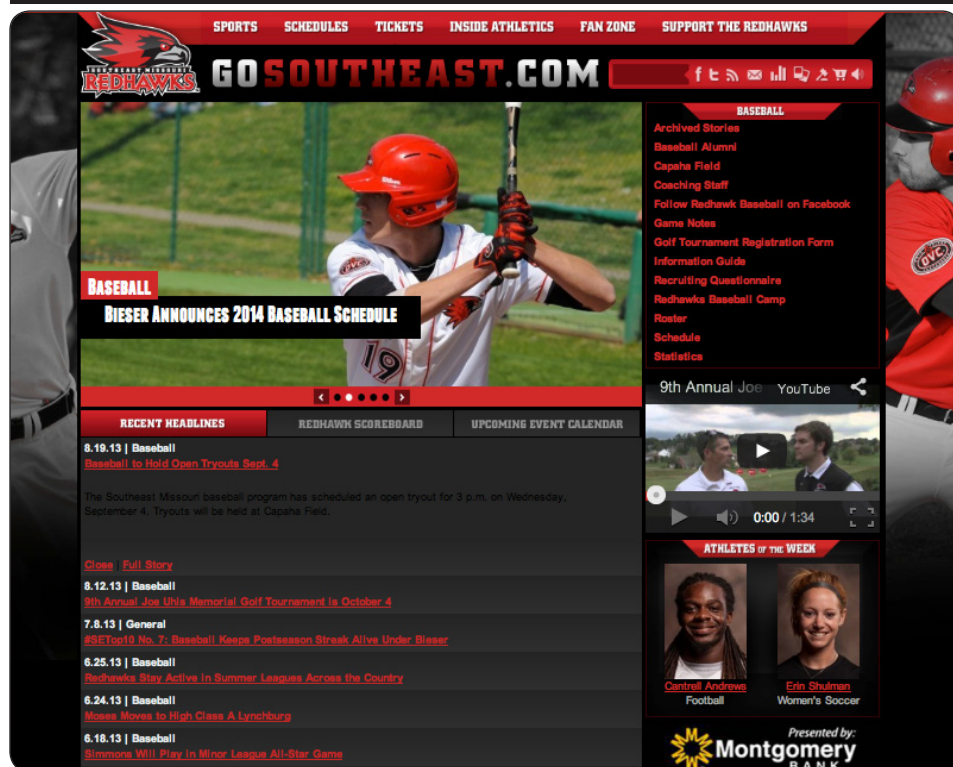 SPORTS SCHEDULES TICKETS INSIDE ATHLETICS FAN ZONE SUPPORT THE REDHAWKS
SOUTHEAST MISSOURI
REDHAWKS
GOSOUTHEAST.COM
BASEBALL
Archived Stories
Baseball Alumni
Capaha Field
Coaching Staff
Follow Redhawk Baseball on Facebook
Game Notes
Golf Tournament Registration Form
Information Guide
Recruiting Questionnaire
Redhawks Baseball Camp
Roster
Schedule
Statistics
Wilson
OVC
19
BASEBALL
BIESER ANNOUNCES 2014 BASEBALL SCHEDULE
OVC
9th Annual Joe YouTube
0:00 / 1:34
RECENT HEADLINES REDHAWK SCOREBOARD UPCOMING EVENT CALENDAR
8.19.13 | Baseball
Baseball to Hold Open Tryouts Sept. 4
The Southeast Missouri baseball program has scheduled an open tryout for 3 p.m. on Wednesday,
September 4. Tryouts will be held at Capaha Field.
Close | Full Story
8.12.13 | Baseball
9th Annual Joe Uhls Memorial Golf Tournament is October 4
7.8.13 | General
#SETop10 No. 7: Baseball Keeps Postseason Streak Alive Under Bieser
6.25.13 | Baseball
Redhawks Stay Active in Summer Leagues Across the Country
6.24.13 | Baseball
Moses Moves to High Class A Lynchburg
6.18.13 | Baseball
Simmons Will Play in Minor League All-Star Game
ATHLETES OF THE WEEK
Cantrell Andrews Erin Shulman
Football Women's Soccer
Presented by:
Montgomery
BANK